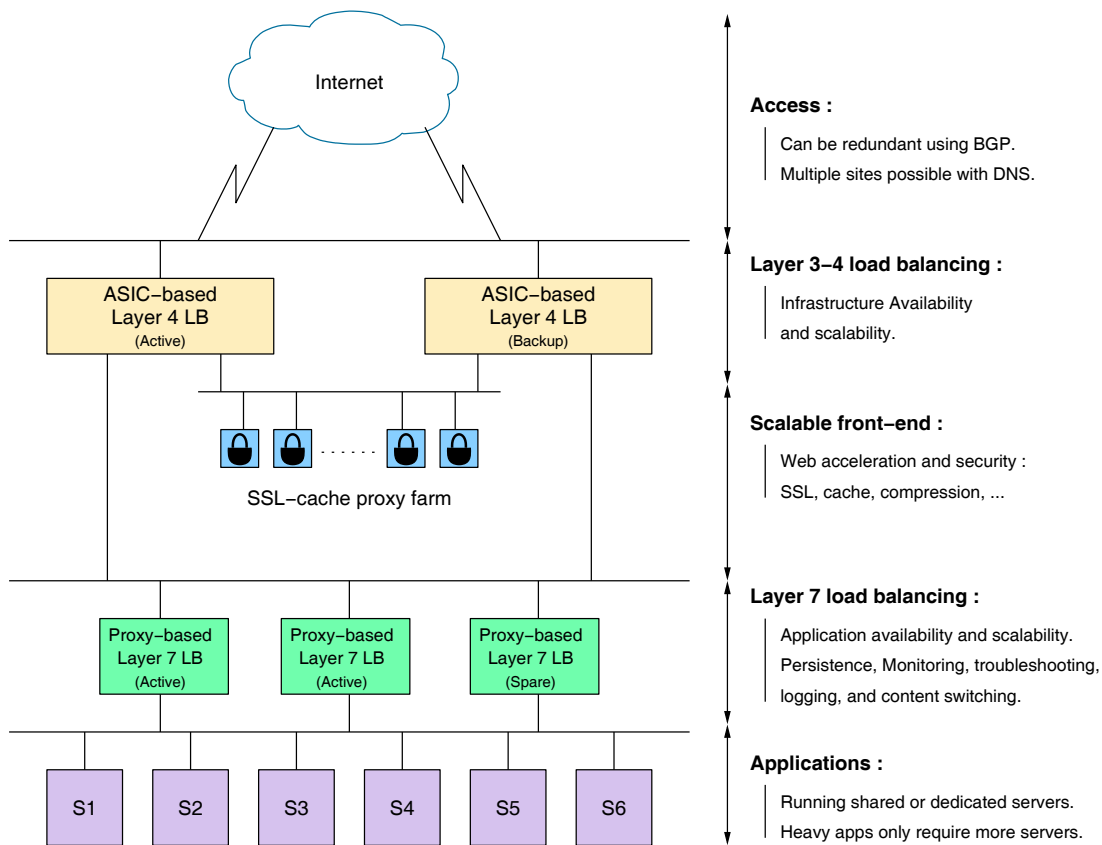 Internet
Access :
Can be redundant using BGP.
Multiple sites possible with DNS.
ASIC−based
Layer 4 LB
(Active)
ASIC−based
Layer 4 LB
(Backup)
Layer 3−4 load balancing :
Infrastructure Availability
and scalability.
. . . . . .
SSL−cache proxy farm
Scalable front−end :
Web acceleration and security :
SSL, cache, compression, ...
Proxy−based
Layer 7 LB
(Active)
Proxy−based
Layer 7 LB
(Active)
Proxy−based
Layer 7 LB
(Spare)
Layer 7 load balancing :
Application availability and scalability.
Persistence, Monitoring, troubleshooting,
logging, and content switching.
S1
S2
S3
S4
S5
S6
Applications :
Running shared or dedicated servers.
Heavy apps only require more servers.